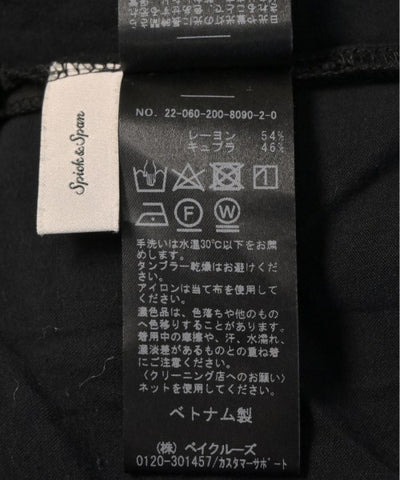 Spick & Span
NO. 22-060-200-8090-2-0
レーヨン 54%
キュプラ 46%
F W
手洗いは水温30℃以下をお薦
めします。
タンブラー乾燥はお避けくださ
い。
アイロンは当て布を使用して
ください。
濃色品は、色落ちや他のもの
へ色移りすることがあります。
着用中の摩擦や、汗、水濡れ、
濃淡差があるものとの重ね着
にご注意ください。
〈クリーニング店へのお願い〉
ネットを使用してください。
ベトナム製
(株) ベイクルーズ
0120-301457/カスタマーサポート